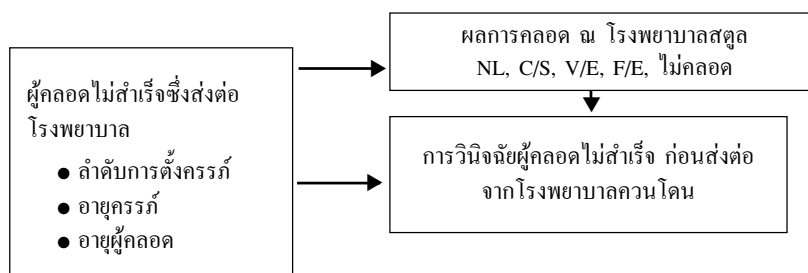 ผู้คลอดไม่สำเร็จซึ่งส่งต่อ
โรงพยาบาล
● ลำดับการตั้งครรภ์
● อายุครรภ์
● อายุผู้คลอด
ผลการคลอด ณ โรงพยาบาลสตูล
NL, C/S, V/E, F/E, ไม่คลอด
การวินิจฉัยผู้คลอดไม่สำเร็จ ก่อนส่งต่อ
จากโรงพยาบาลควนโดน